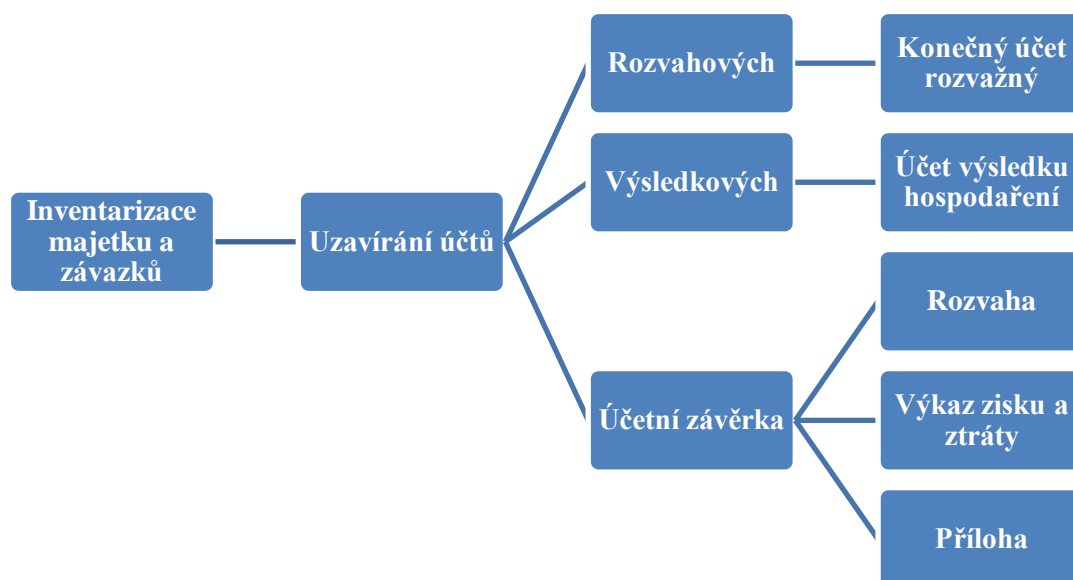 Inventarizace
majetku a
závazků
Uzavírání účtů
Rozvahových
Konečný účet
rozvažný
Výsledkových
Účet výsledku
hospodaření
Účetní závěrka
Rozvaha
Výkaz zisku a
ztráty
Příloha